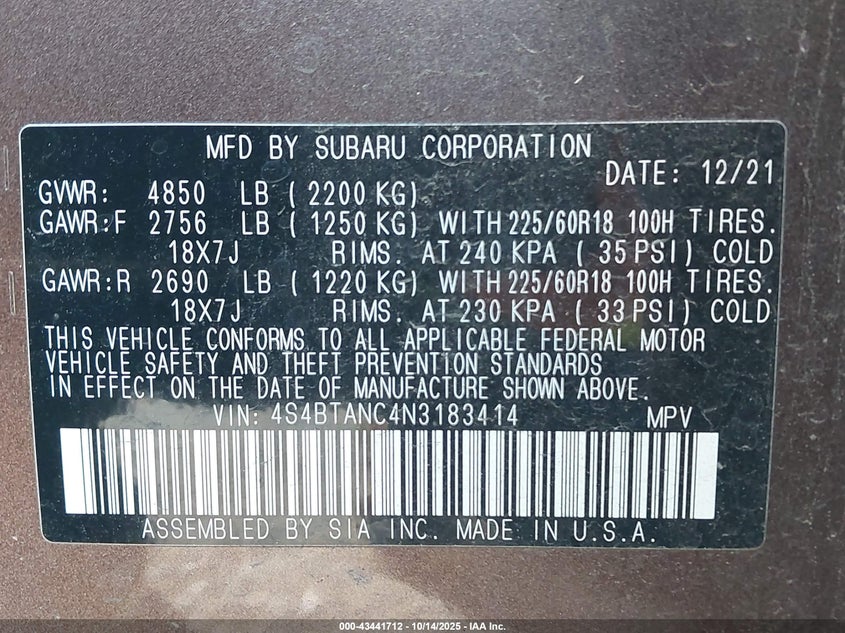 MFD BY SUBARU CORPORATION
DATE: 12/21
GVWR: 4850 LB ( 2200 KG)
GAWR:F 2756 LB ( 1250 KG) WITH 225/60R18 100H TIRES.
18X7J RIMS. AT 240 KPA ( 35 PSI) COLD
GAWR:R 2690 LB ( 1220 KG) WITH 225/60R18 100H TIRES.
18X7J RIMS. AT 230 KPA ( 33 PSI) COLD
THIS VEHICLE CONFORMS TO ALL APPLICABLE FEDERAL MOTOR
VEHICLE SAFETY AND THEFT PREVENTION STANDARDS
IN EFFECT ON THE DATE OF MANUFACTURE SHOWN ABOVE.
VIN: 4S4BTANC4N3183414 MPV
ASSEMBLED BY SIA INC. MADE IN U.S.A.
000-43441712 - 10/14/2025 - IAA Inc.